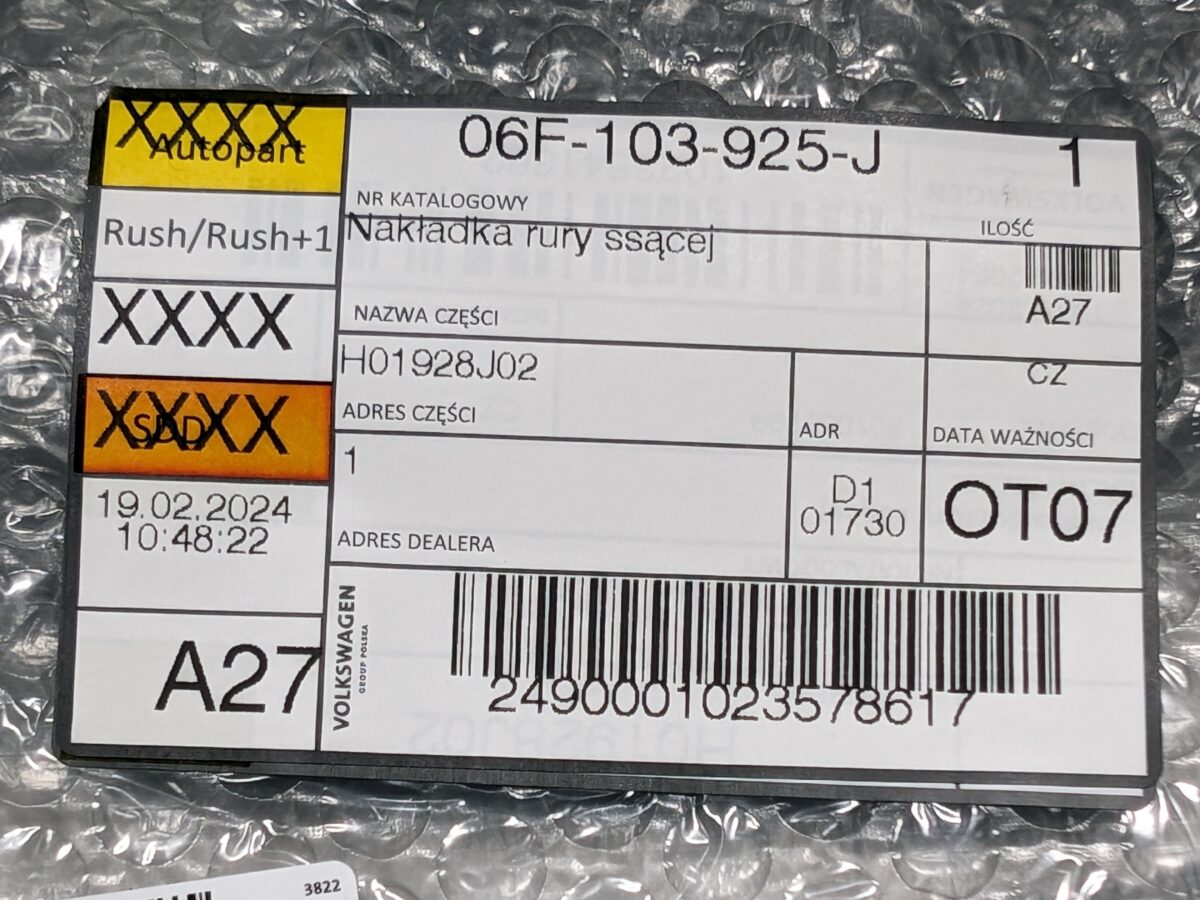 XXXX
Autopart
Rush/Rush+1
XXXX
XXXX
SDD
19.02.2024
10:48:22
A27
06F-103-925-J
NR KATALOGOWY
1
ILOŚĆ
Nakładka rury ssącej
NAZWA CZĘŚCI
A27
H01928J02
ADRES CZĘŚCI
ADR
CZ
DATA WAŻNOŚCI
1
ADRES DEALERA
D1
01730
OT07
VOLKSWAGEN
GROUP POLSKA
2490001023578617
3822